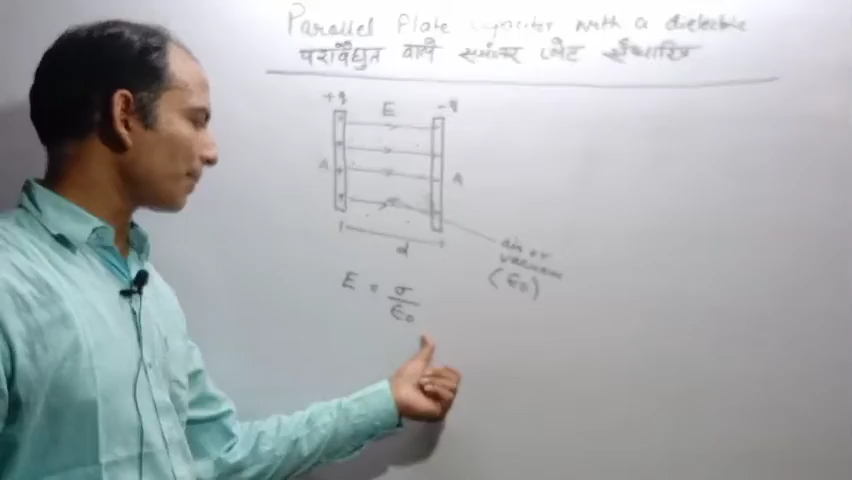 Parallel Plate capacitor with a dielectric
परावैद्युत वाले समांतर प्लेट संधारित्र
+q
E
-q
A
A
d
air or
vacuum
(ε₀)
E = σ/ε₀